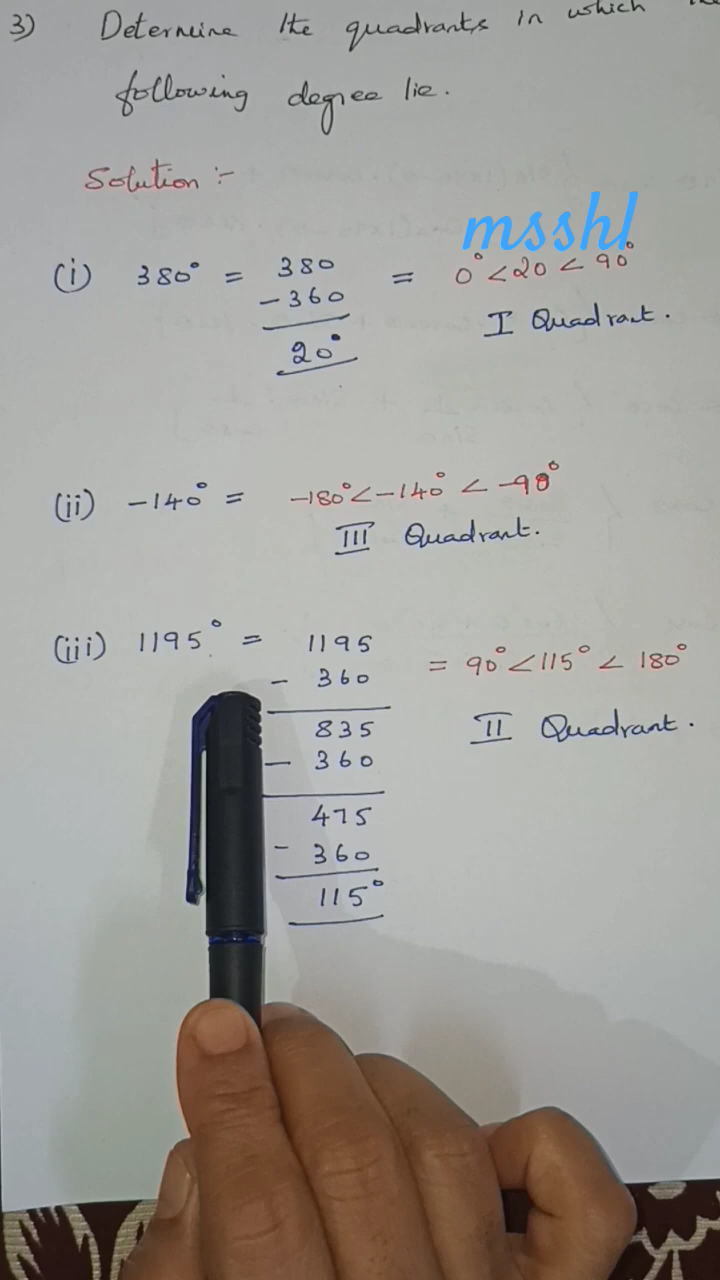 3) Determine the quadrants in which
following degree lie.
Solution :-
msshl
(i) 380° = 380 = 0° < 20 < 90°
- 360
20°
I Quadrant.
(ii) -140° = -180° < -140° < -90°
III Quadrant.
(iii) 1195° = 1195 = 90° < 115° < 180°
- 360
835
II Quadrant.
- 360
475
- 360
115°